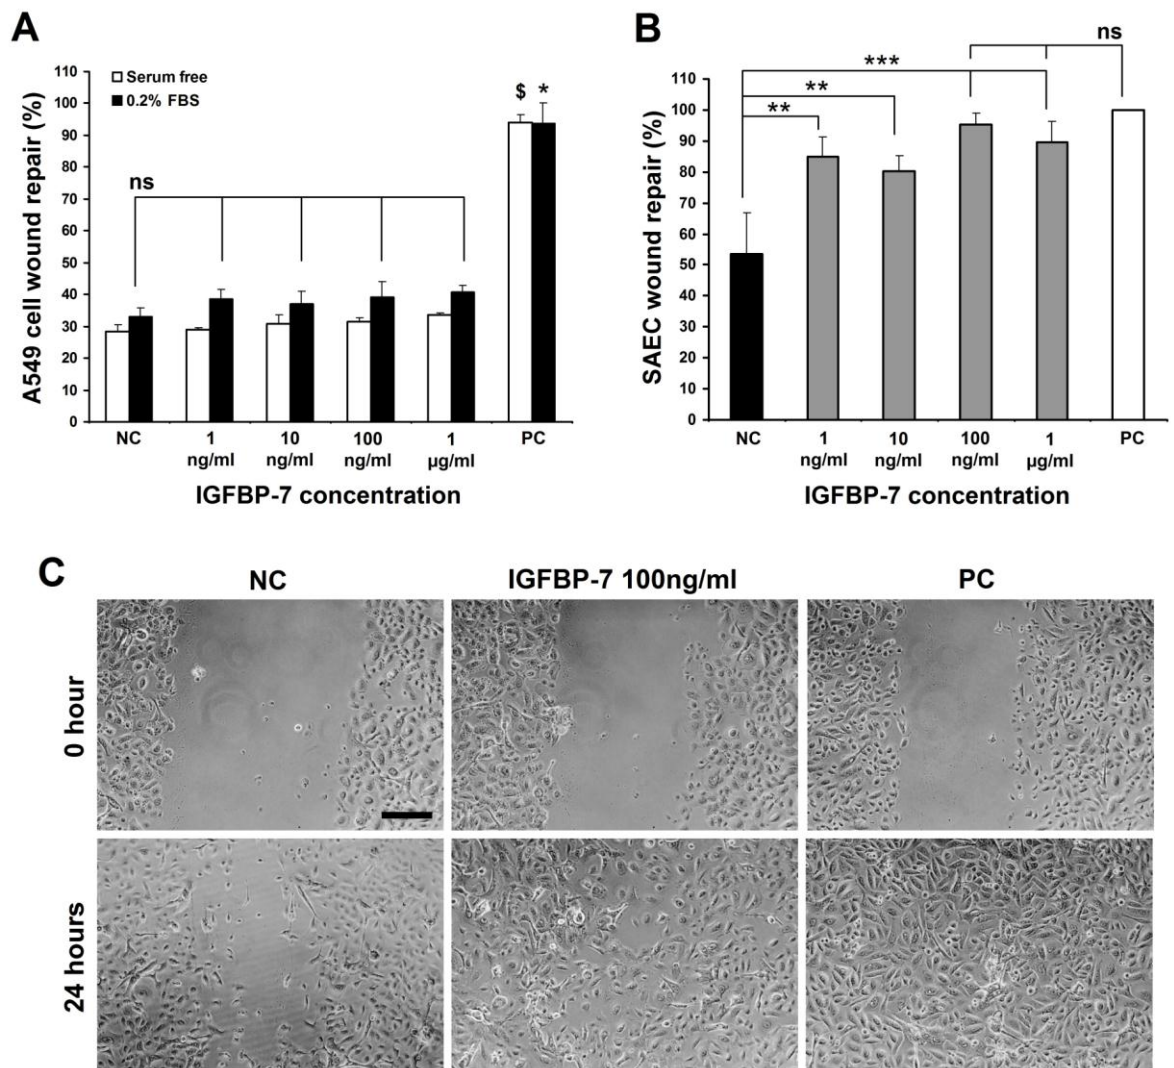 A
A549 cell wound repair (%)
110
100
90
80
70
60
50
40
30
20
10
0
Serum free
0.2% FBS
ns
$ *
NC 1 10 100 1 PC
ng/ml ng/ml ng/ml µg/ml
IGFBP-7 concentration
B
SAEC wound repair (%)
110
100
90
80
70
60
50
40
30
20
10
0
ns
***
**
**
NC 1 10 100 1 PC
ng/ml ng/ml ng/ml µg/ml
IGFBP-7 concentration
C
NC IGFBP-7 100ng/ml PC
0 hour
24 hours